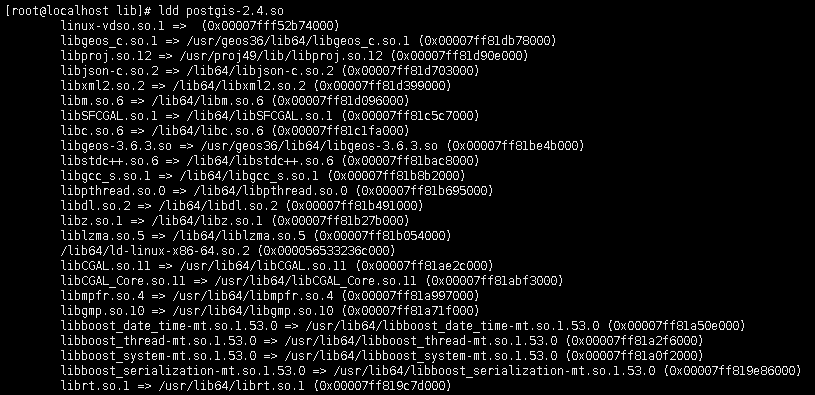 [root@localhost lib]# ldd postgis-2.4.so
linux-vdso.so.1 =>  (0x00007fff52b74000)
libgeos_c.so.1 => /usr/geos36/lib64/libgeos_c.so.1 (0x00007ff81db78000)
libproj.so.12 => /usr/proj49/lib/libproj.so.12 (0x00007ff81d90e000)
libjson-c.so.2 => /lib64/libjson-c.so.2 (0x00007ff81d703000)
libxml2.so.2 => /lib64/libxml2.so.2 (0x00007ff81d399000)
libm.so.6 => /lib64/libm.so.6 (0x00007ff81d096000)
libSFCGAL.so.1 => /lib64/libSFCGAL.so.1 (0x00007ff81c5c7000)
libc.so.6 => /lib64/libc.so.6 (0x00007ff81c1fa000)
libgeos-3.6.3.so => /usr/geos36/lib64/libgeos-3.6.3.so (0x00007ff81be4b000)
libstdc++.so.6 => /lib64/libstdc++.so.6 (0x00007ff81bac8000)
libgcc_s.so.1 => /lib64/libgcc_s.so.1 (0x00007ff81b8b2000)
libpthread.so.0 => /lib64/libpthread.so.0 (0x00007ff81b695000)
libdl.so.2 => /lib64/libdl.so.2 (0x00007ff81b491000)
libz.so.1 => /lib64/libz.so.1 (0x00007ff81b27b000)
liblzma.so.5 => /lib64/liblzma.so.5 (0x00007ff81b054000)
/lib64/ld-linux-x86-64.so.2 (0x000056533236c000)
libCGAL.so.11 => /usr/lib64/libCGAL.so.11 (0x00007ff81ae2c000)
libCGAL_Core.so.11 => /usr/lib64/libCGAL_Core.so.11 (0x00007ff81abf3000)
libmpfr.so.4 => /usr/lib64/libmpfr.so.4 (0x00007ff81a997000)
libgmp.so.10 => /usr/lib64/libgmp.so.10 (0x00007ff81a71f000)
libboost_date_time-mt.so.1.53.0 => /usr/lib64/libboost_date_time-mt.so.1.53.0 (0x00007ff81a50e000)
libboost_thread-mt.so.1.53.0 => /usr/lib64/libboost_thread-mt.so.1.53.0 (0x00007ff81a2f6000)
libboost_system-mt.so.1.53.0 => /usr/lib64/libboost_system-mt.so.1.53.0 (0x00007ff81a0f2000)
libboost_serialization-mt.so.1.53.0 => /usr/lib64/libboost_serialization-mt.so.1.53.0 (0x00007ff819e86000)
librt.so.1 => /usr/lib64/librt.so.1 (0x00007ff819c7d000)